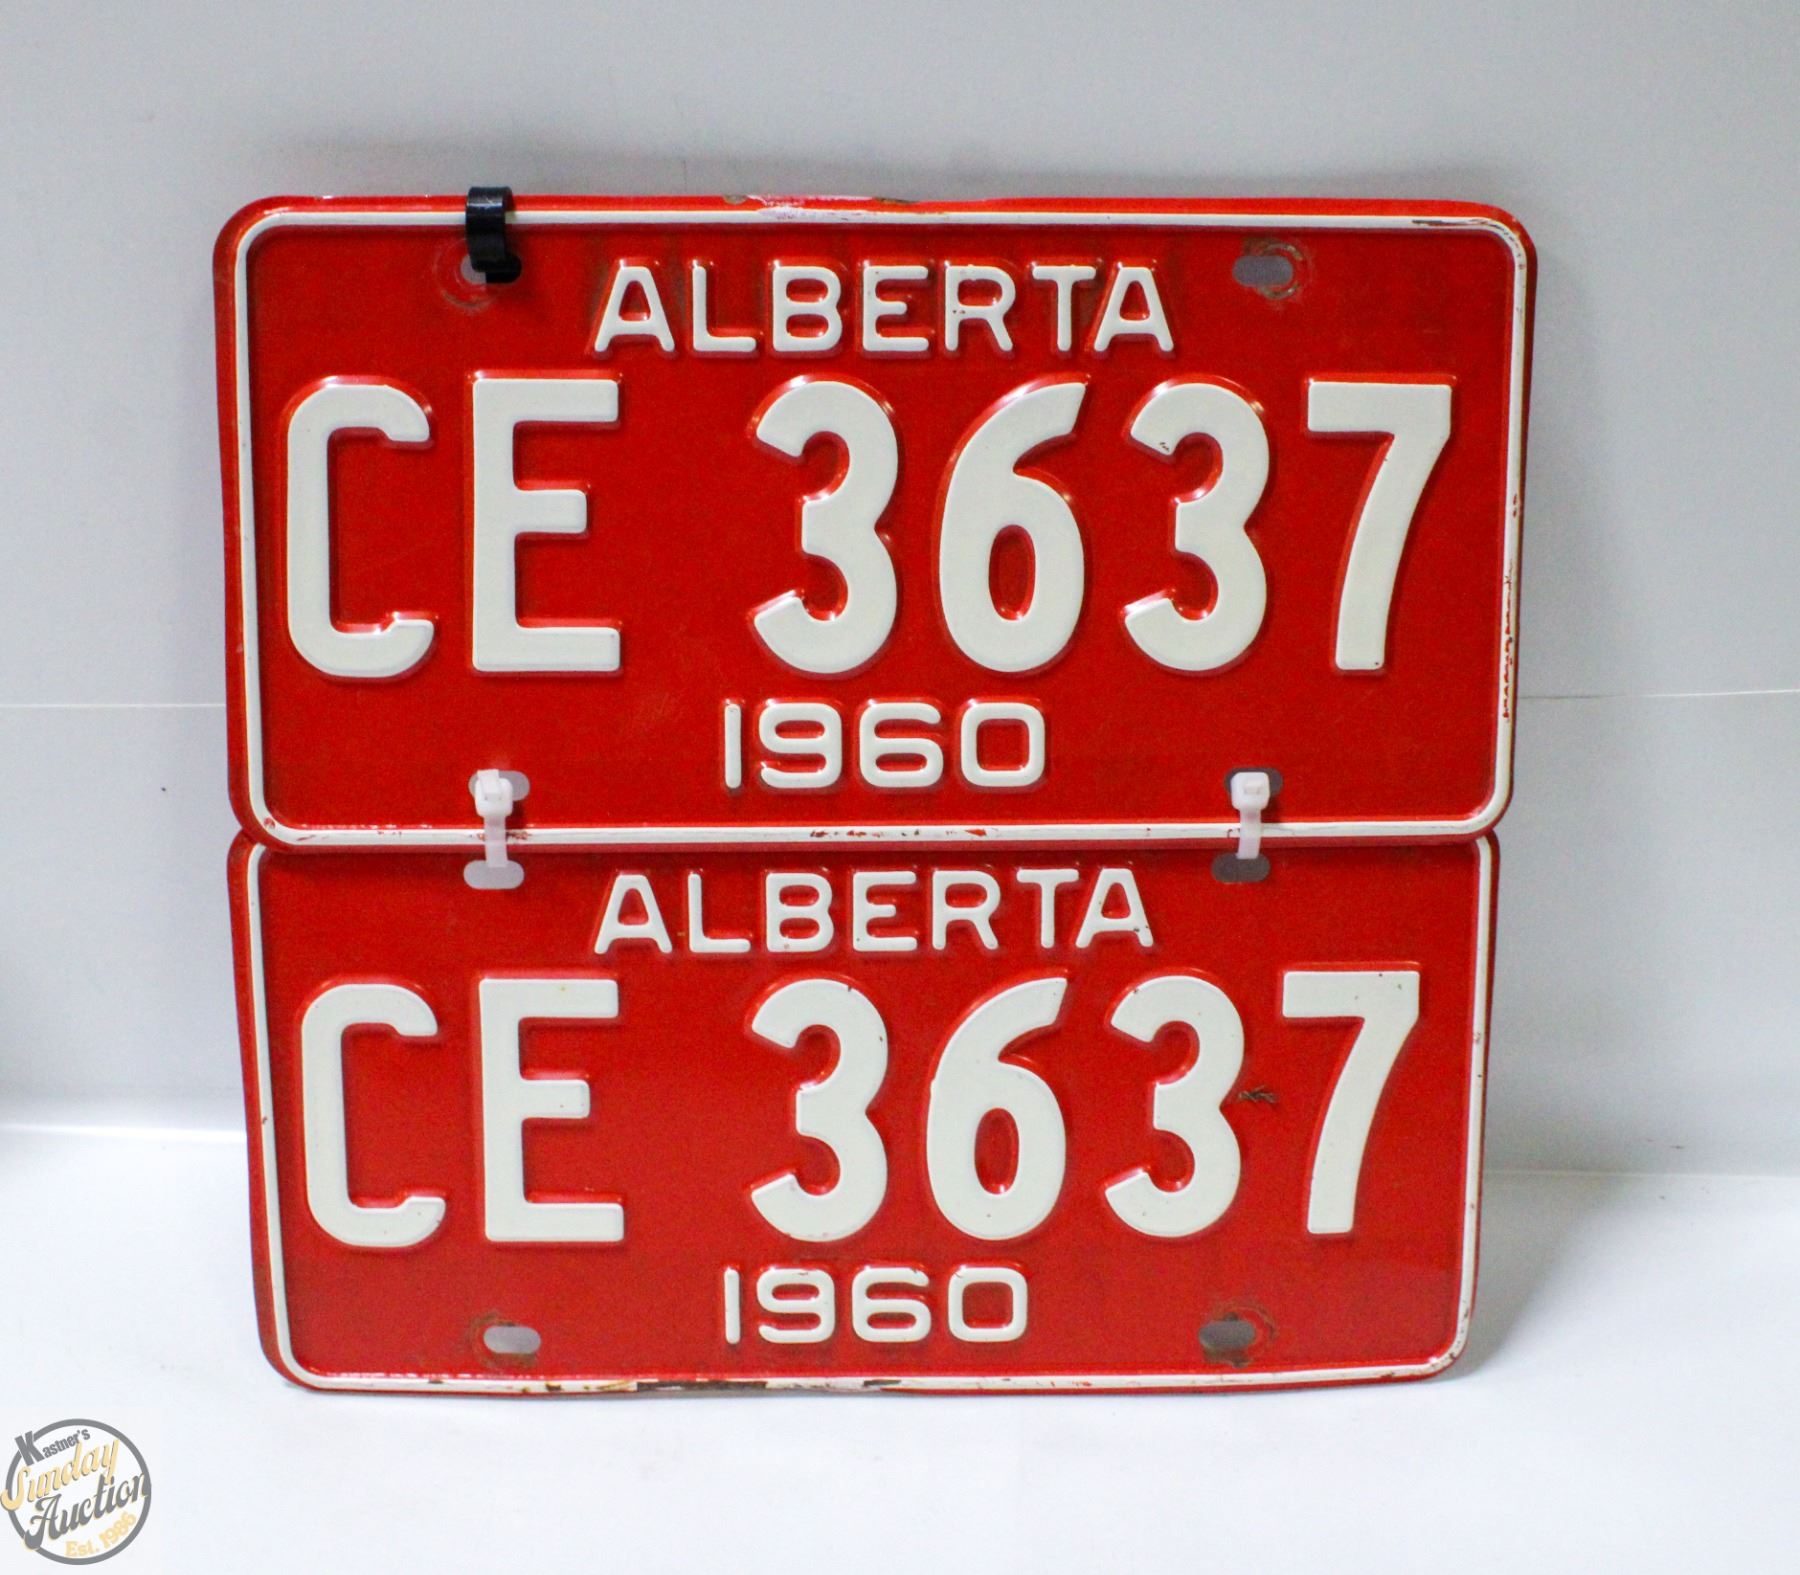 ALBERTA
CE 3637
1960
ALBERTA
CE 3637
1960
Kastner's
Sunday
Auction
Est. 1986